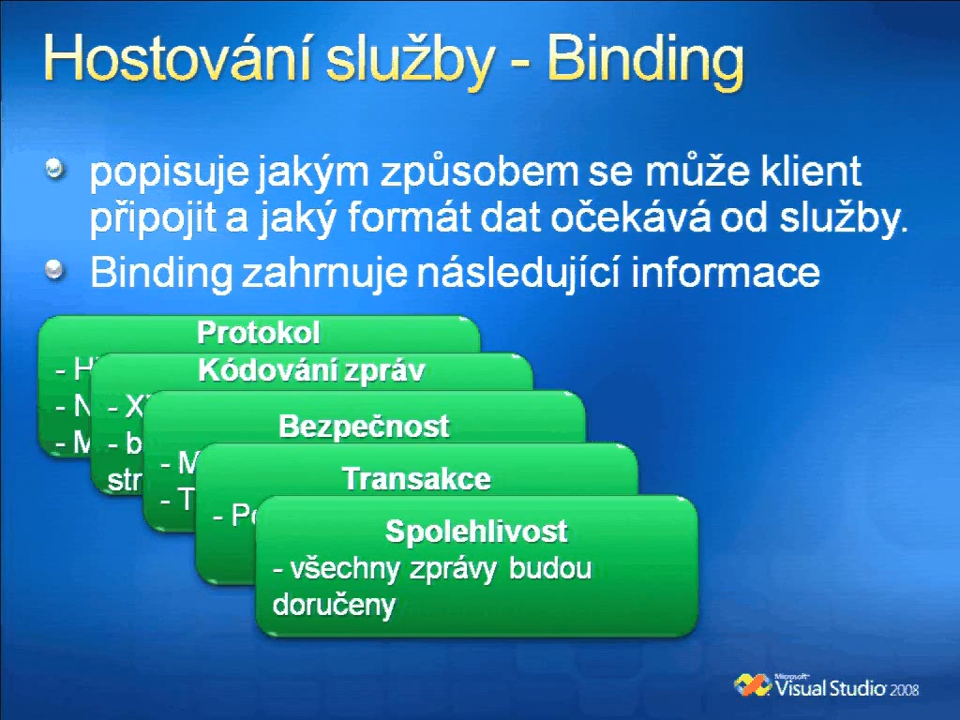 Hostování služby - Binding
popisuje jakým způsobem se může klient
připojit a jaký formát dat očekává od služby.
Binding zahrnuje následující informace
Protokol
Kódování zpráv
Bezpečnost
Transakce
Spolehlivost
- všechny zprávy budou
doručeny
Microsoft
Visual Studio 2008